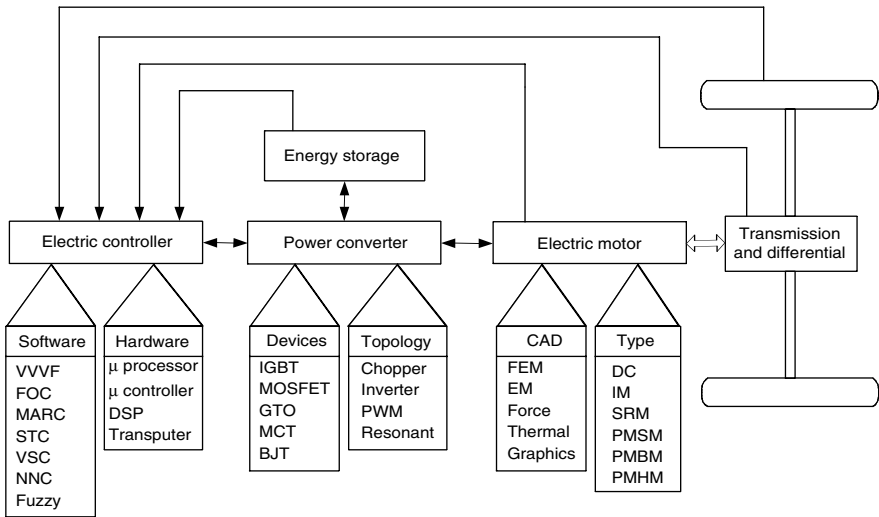 Energy storage
Electric controller
Power converter
Electric motor
Transmission
and differential
Software
VVVF
FOC
MARC
STC
VSC
NNC
Fuzzy
Hardware
μ processor
μ controller
DSP
Transputer
Devices
IGBT
MOSFET
GTO
MCT
BJT
Topology
Chopper
Inverter
PWM
Resonant
CAD
FEM
EM
Force
Thermal
Graphics
Type
DC
IM
SRM
PMSM
PMBM
PMHM